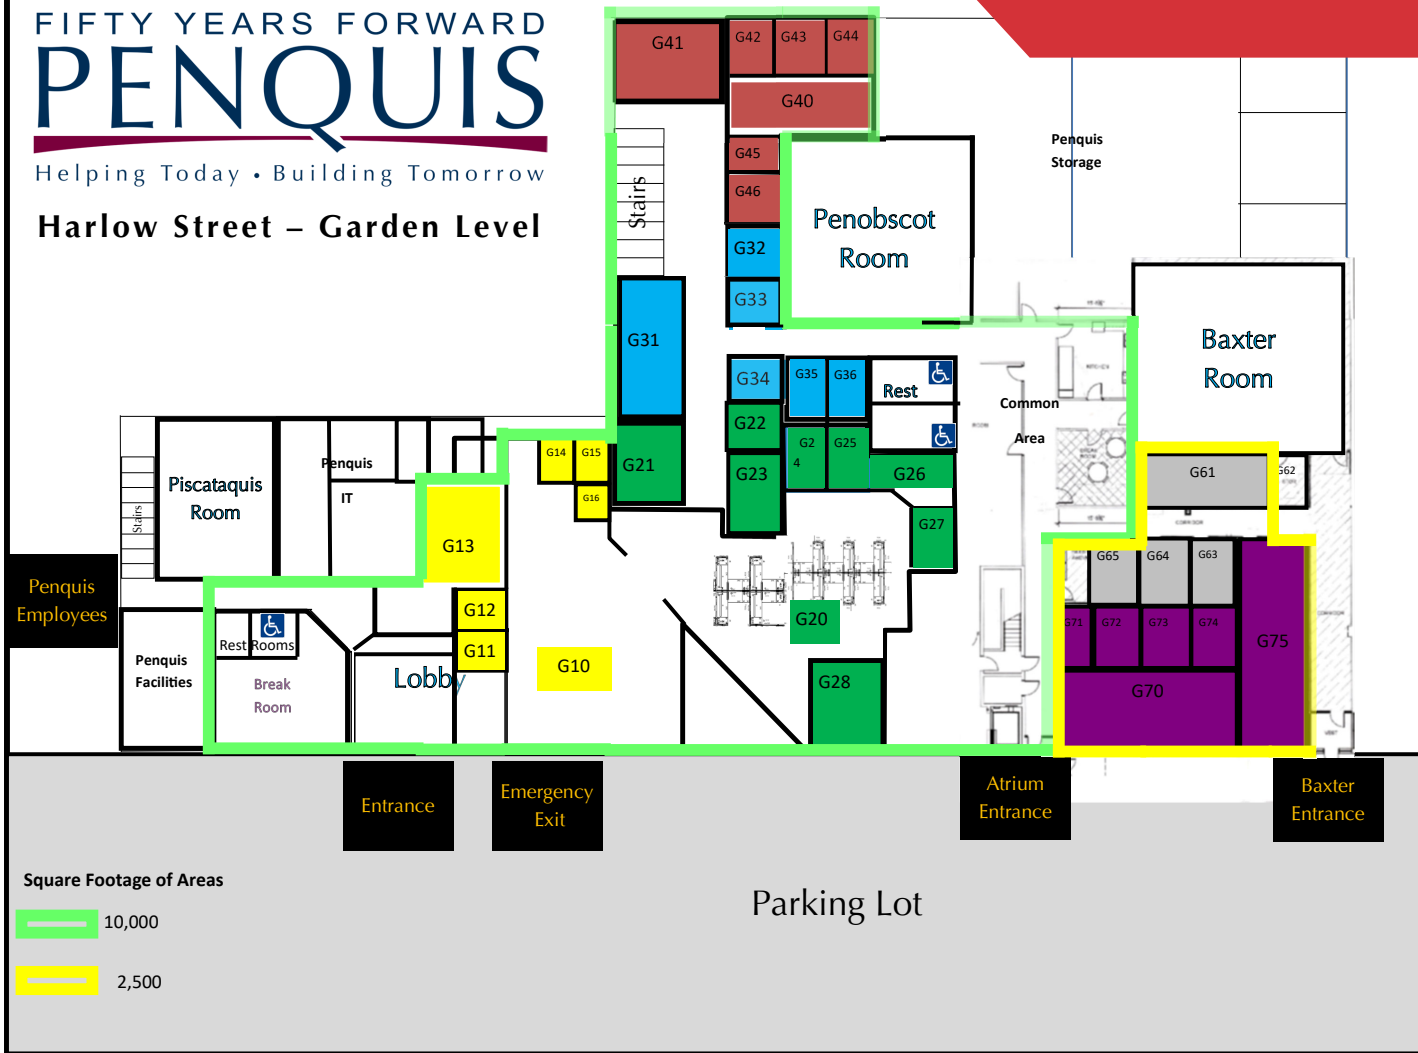 FIFTY YEARS FORWARD
PENQUIS
Helping Today • Building Tomorrow
Harlow Street – Garden Level
G41
G42
G43
G44
G40
G45
G46
Stairs
G32
G33
G31
Penobscot
Room
Penquis
Storage
Baxter
Room
G34
G35
G36
Rest
Common
Area
G22
G21
G23
G2
4
G25
G26
G27
G14
G15
G16
Penquis
IT
Piscataquis
Room
Stairs
G13
G12
G11
G10
G20
G28
G61
G62
CORRIDOR
G65
G64
G63
G71
G72
G73
G74
G75
G70
Penquis
Employees
Penquis
Facilities
Rest Rooms
Break
Room
Lobby
Entrance
Emergency
Exit
Atrium
Entrance
Baxter
Entrance
Square Footage of Areas
10,000
2,500
Parking Lot